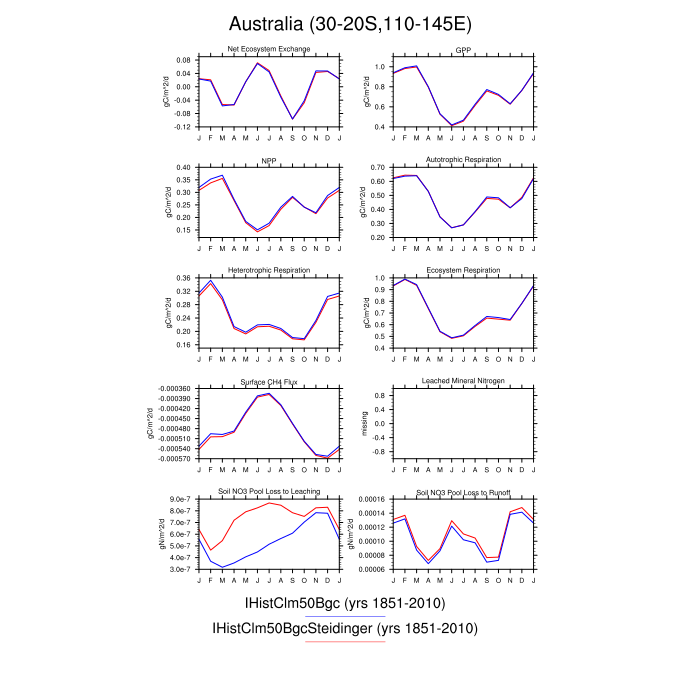 Australia (30-20S,110-145E)
Net Ecosystem Exchange
gC/m^2/d
0.08
0.04
0.00
-0.04
-0.08
-0.12
J F M A M J J A S O N D J
GPP
gC/m^2/d
1.0
0.8
0.6
0.4
J F M A M J J A S O N D J
NPP
gC/m^2/d
0.40
0.35
0.30
0.25
0.20
0.15
J F M A M J J A S O N D J
Autotrophic Respiration
gC/m^2/d
0.70
0.60
0.50
0.40
0.30
0.20
J F M A M J J A S O N D J
Heterotrophic Respiration
gC/m^2/d
0.36
0.32
0.28
0.24
0.20
0.16
J F M A M J J A S O N D J
Ecosystem Respiration
gC/m^2/d
1.0
0.9
0.8
0.7
0.6
0.5
0.4
J F M A M J J A S O N D J
Surface CH4 Flux
gC/m^2/d
-0.000360
-0.000390
-0.000420
-0.000450
-0.000480
-0.000510
-0.000540
-0.000570
J F M A M J J A S O N D J
Leached Mineral Nitrogen
missing
0.8
0.4
0.0
-0.4
-0.8
J F M A M J J A S O N D J
Soil NO3 Pool Loss to Leaching
gN/m^2/d
9.0e-7
8.0e-7
7.0e-7
6.0e-7
5.0e-7
4.0e-7
3.0e-7
J F M A M J J A S O N D J
Soil NO3 Pool Loss to Runoff
gN/m^2/d
0.00016
0.00014
0.00012
0.00010
0.00008
0.00006
J F M A M J J A S O N D J
IHistClm50Bgc (yrs 1851-2010)
IHistClm50BgcSteidinger (yrs 1851-2010)